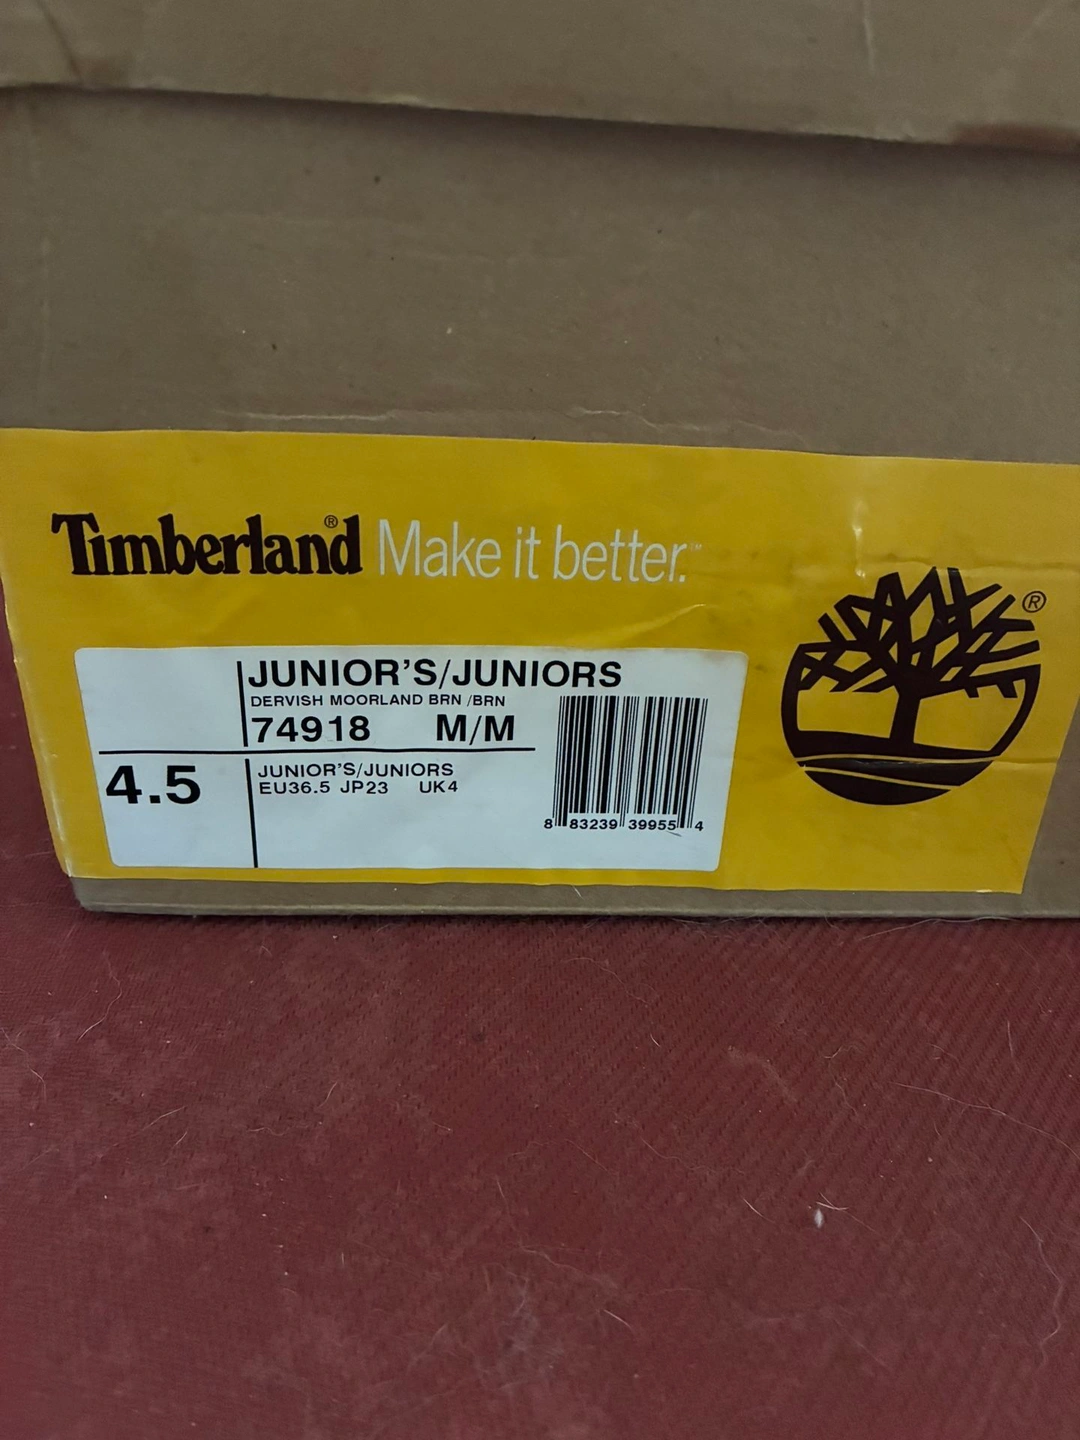 Timberland® Make it better.™
®
JUNIOR'S/JUNIORS
DERVISH MOORLAND BRN /BRN
74918 M/M
4.5
JUNIOR'S/JUNIORS
EU36.5 JP23 UK4
8 83239 39955 4